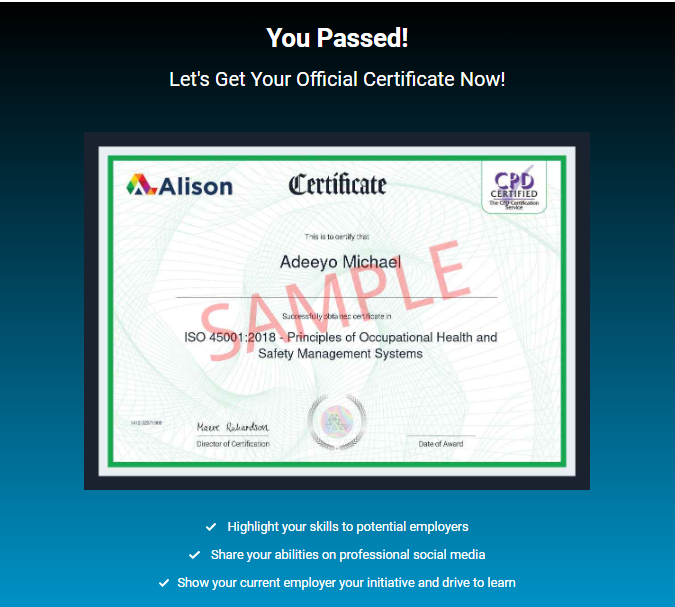 You Passed!
Let's Get Your Official Certificate Now!
Alison
Certificate
CPD
CERTIFIED
The CPD Certification
Service
This is to certify that
Adeeyo Michael
SAMPLE
Successfully obtained certificate in
ISO 45001:2018 - Principles of Occupational Health and
Safety Management Systems
Director of Certification
Date of Award
Highlight your skills to potential employers
Share your abilities on professional social media
Show your current employer your initiative and drive to learn